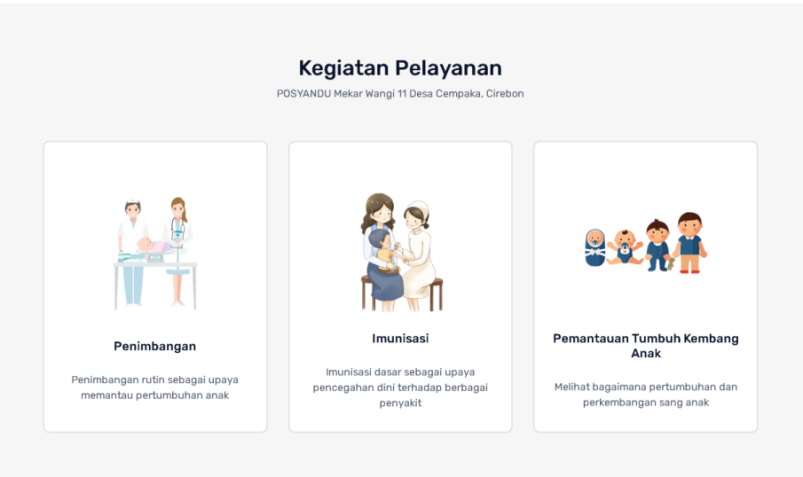 Kegiatan Pelayanan
POSYANDU Mekar Wangi 11 Desa Cempaka, Cirebon
Penimbangan
Penimbangan rutin sebagai upaya
memantau pertumbuhan anak
Imunisasi
Imunisasi dasar sebagai upaya
pencegahan dini terhadap berbagai
penyakit
Pemantauan Tumbuh Kembang
Anak
Melihat bagaimana pertumbuhan dan
perkembangan sang anak